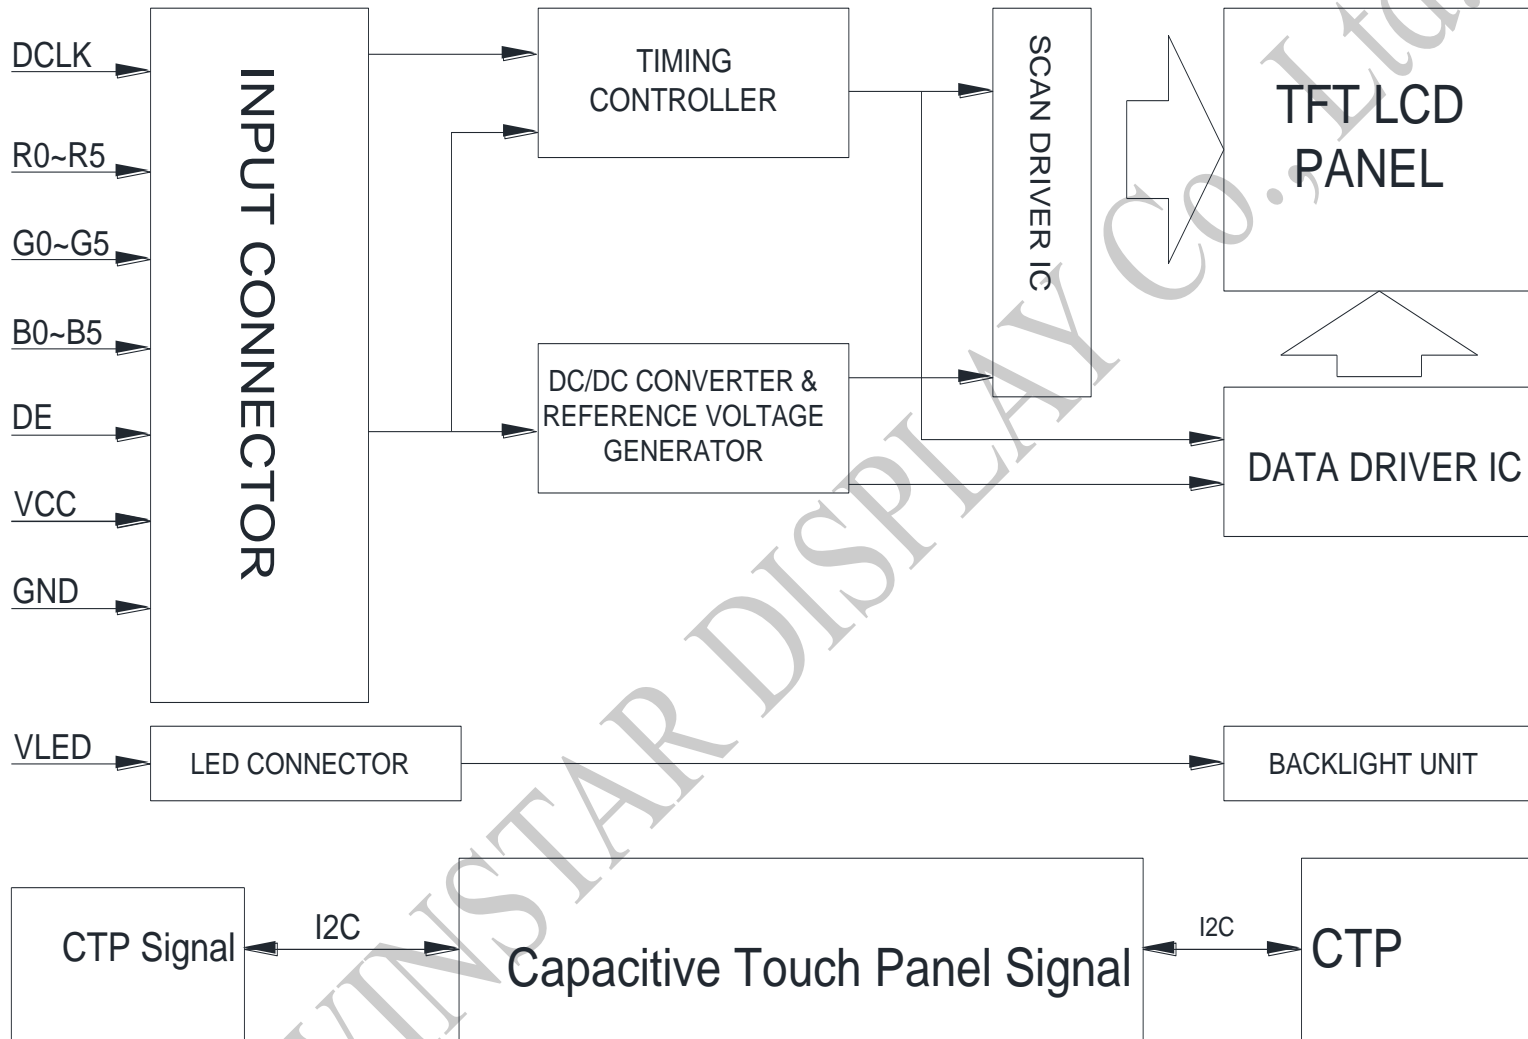 DCLK
R0~R5
G0~G5
B0~B5
DE
VCC
GND
INPUT CONNECTOR
TIMING
CONTROLLER
DC/DC CONVERTER &
REFERENCE VOLTAGE
GENERATOR
SCAN DRIVER IC
TFT LCD
PANEL
DATA DRIVER IC
VLED
LED CONNECTOR
BACKLIGHT UNIT
CTP Signal
I2C
Capacitive Touch Panel Signal
I2C
CTP
WINSTAR DISPLAY Co., Ltd.